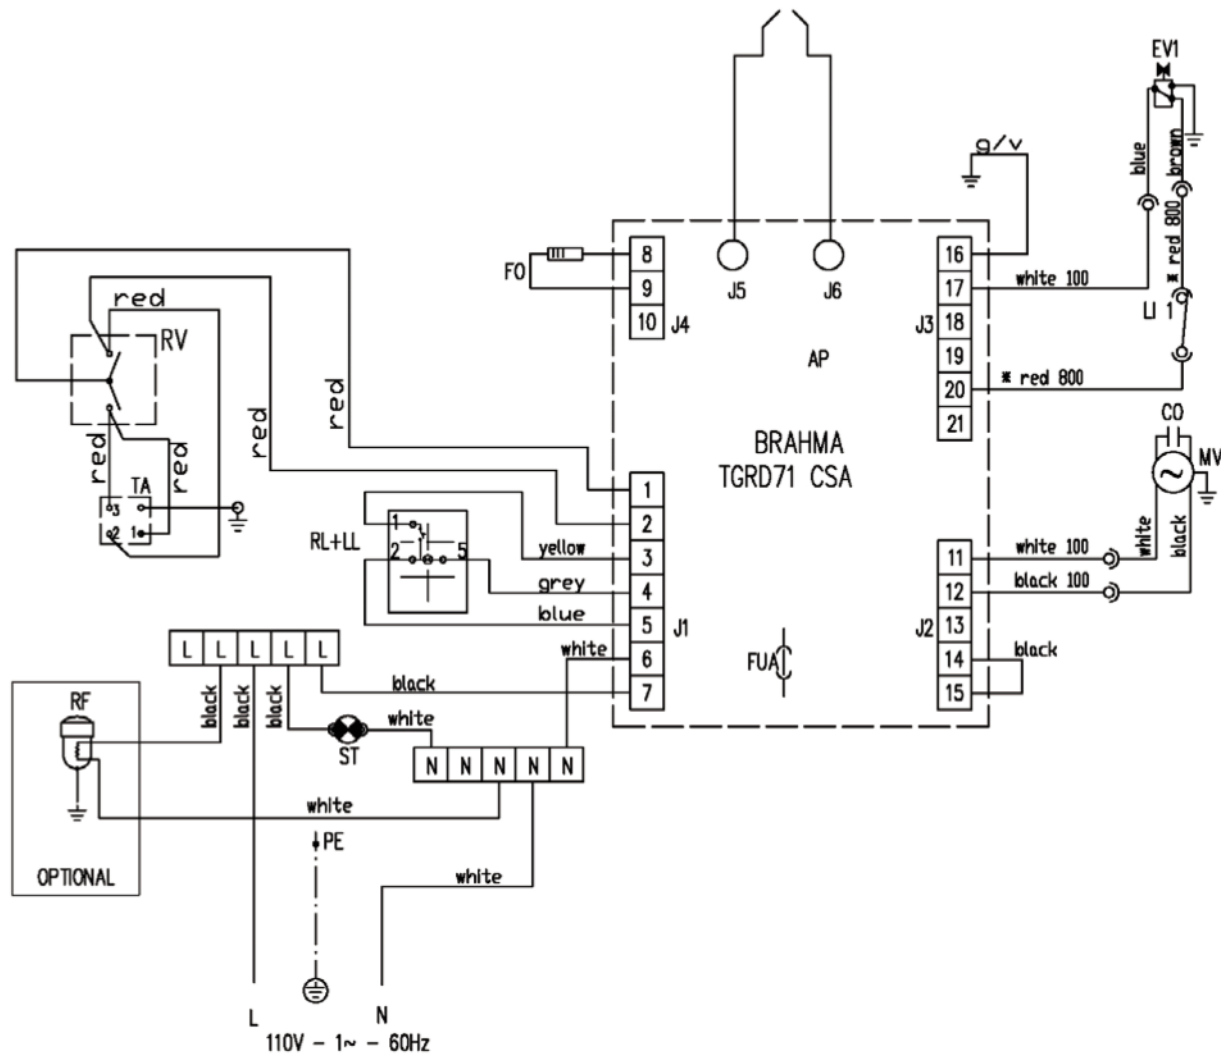 EV1
g/v
blue
brown
* red 800
FO
8
9
10
J4
J5
J6
16
17
18
19
20
21
J3
white 100
LI 1
* red 800
AP
red
RV
red
red
red
red
TA
3
2
1
BRAHMA
TGRD71 CSA
CO
MV
~
white
black
1
2
3
4
5
6
7
J1
RL+LL
1
2
5
yellow
grey
blue
white
black
11
12
13
14
15
J2
white 100
black 100
black
FUA
L L L L L
black
black
black
white
ST
N N N N N
RF
OPTIONAL
white
PE
white
L
N
110V - 1~ - 60Hz